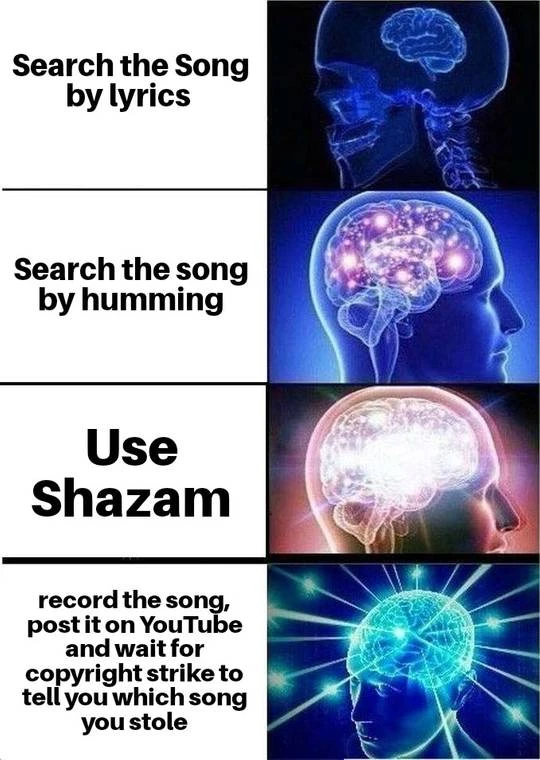 Search the Song
by lyrics
Search the song
by humming
Use
Shazam
record the song,
post it on YouTube
and wait for
copyright strike to
tell you which song
you stole